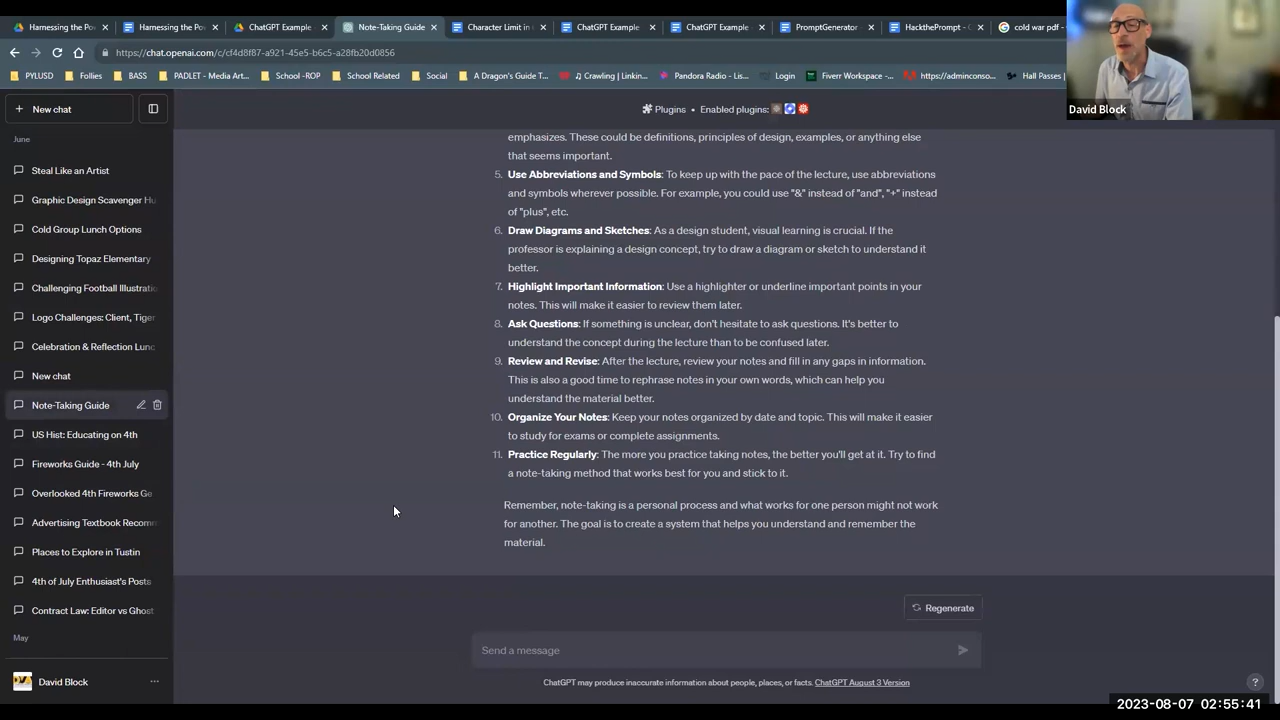 Harnessing the Pow
Harnessing the Pow
ChatGPT Example
Note-Taking Guide
Character Limit in
ChatGPT Example
ChatGPT Example
PromptGenerator
HackthePrompt - G
cold war pdf -
https://chat.openai.com/c/cf4d8f87-a921-45e5-b6c5-a28fb20d0856
PYLUSD
Follies
BASS
PADLET - Media Art...
School -ROP
School Related
Social
A Dragon's Guide T...
Crawling | Linkin...
Pandora Radio - Lis...
Login
Fiverr Workspace -...
https://adminconso...
Hall Passes
David Block
New chat
Plugins • Enabled plugins:
June
Steal Like an Artist
Graphic Design Scavenger Hu
Cold Group Lunch Options
Designing Topaz Elementary
Challenging Football Illustratio
Logo Challenges: Client, Tiger
Celebration & Reflection Lunc
New chat
Note-Taking Guide
US Hist: Educating on 4th
Fireworks Guide - 4th July
Overlooked 4th Fireworks Ge
Advertising Textbook Recom
Places to Explore in Tustin
4th of July Enthusiast's Posts
Contract Law: Editor vs Ghost
May
David Block
emphasizes. These could be definitions, principles of design, examples, or anything else
that seems important.
5. Use Abbreviations and Symbols: To keep up with the pace of the lecture, use abbreviations
and symbols wherever possible. For example, you could use "&" instead of "and", "+" instead
of "plus", etc.
6. Draw Diagrams and Sketches: As a design student, visual learning is crucial. If the
professor is explaining a design concept, try to draw a diagram or sketch to understand it
better.
7. Highlight Important Information: Use a highlighter or underline important points in your
notes. This will make it easier to review them later.
8. Ask Questions: If something is unclear, don't hesitate to ask questions. It's better to
understand the concept during the lecture than to be confused later.
9. Review and Revise: After the lecture, review your notes and fill in any gaps in information.
This is also a good time to rephrase notes in your own words, which can help you
understand the material better.
10. Organize Your Notes: Keep your notes organized by date and topic. This will make it easier
to study for exams or complete assignments.
11. Practice Regularly: The more you practice taking notes, the better you'll get at it. Try to find
a note-taking method that works best for you and stick to it.
Remember, note-taking is a personal process and what works for one person might not work
for another. The goal is to create a system that helps you understand and remember the
material.
Regenerate
Send a message
ChatGPT may produce inaccurate information about people, places, or facts. ChatGPT August 3 Version
?
2023-08-07 02:55:41